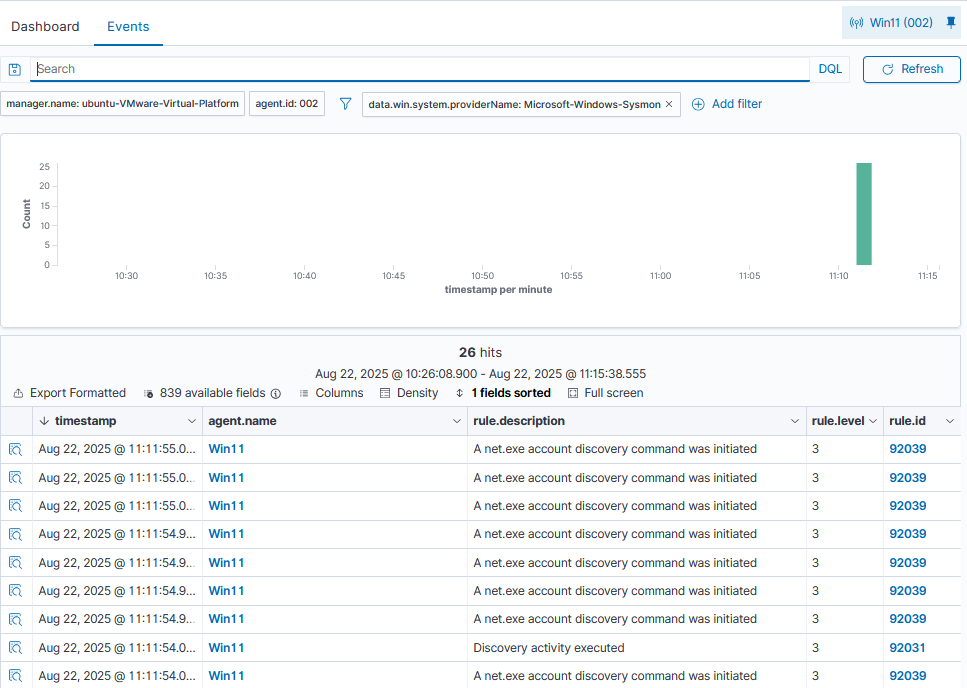 Dashboard Events Win11 (002)
Search DQL Refresh
manager.name: ubuntu-VMware-Virtual-Platform agent.id: 002 data.win.system.providerName: Microsoft-Windows-Sysmon × Add filter
25
20
15
10
5
0
Count
10:30 10:35 10:40 10:45 10:50 10:55 11:00 11:05 11:10 11:15
timestamp per minute
26 hits
Aug 22, 2025 @ 10:26:08.900 - Aug 22, 2025 @ 11:15:38.555
Export Formatted 839 available fields Columns Density 1 fields sorted Full screen
timestamp agent.name rule.description rule.level rule.id
Aug 22, 2025 @ 11:11:55.0... Win11 A net.exe account discovery command was initiated 3 92039
Aug 22, 2025 @ 11:11:55.0... Win11 A net.exe account discovery command was initiated 3 92039
Aug 22, 2025 @ 11:11:55.0... Win11 A net.exe account discovery command was initiated 3 92039
Aug 22, 2025 @ 11:11:54.9... Win11 A net.exe account discovery command was initiated 3 92039
Aug 22, 2025 @ 11:11:54.9... Win11 A net.exe account discovery command was initiated 3 92039
Aug 22, 2025 @ 11:11:54.9... Win11 A net.exe account discovery command was initiated 3 92039
Aug 22, 2025 @ 11:11:54.9... Win11 A net.exe account discovery command was initiated 3 92039
Aug 22, 2025 @ 11:11:54.0... Win11 Discovery activity executed 3 92031
Aug 22, 2025 @ 11:11:54.0... Win11 A net.exe account discovery command was initiated 3 92039